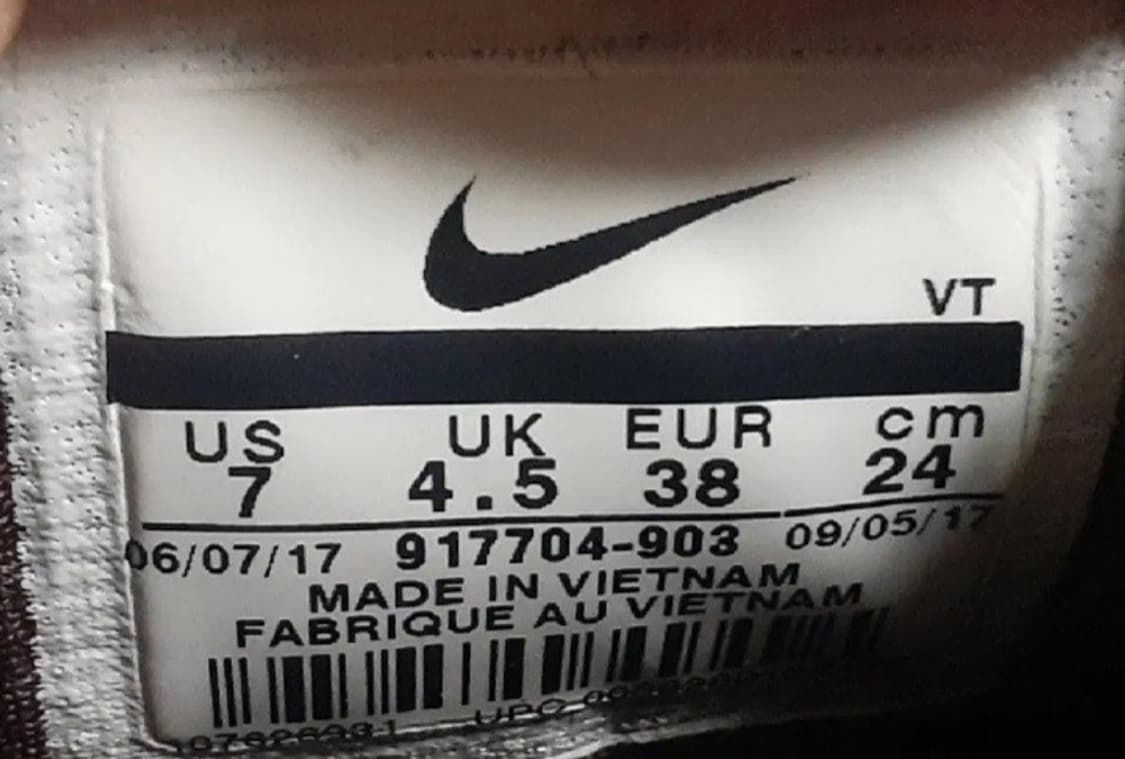 VT
US UK EUR cm
7 4.5 38 24
06/07/17 917704-903 09/05/17
MADE IN VIETNAM
FABRIQUE AU VIETNAM
UPC